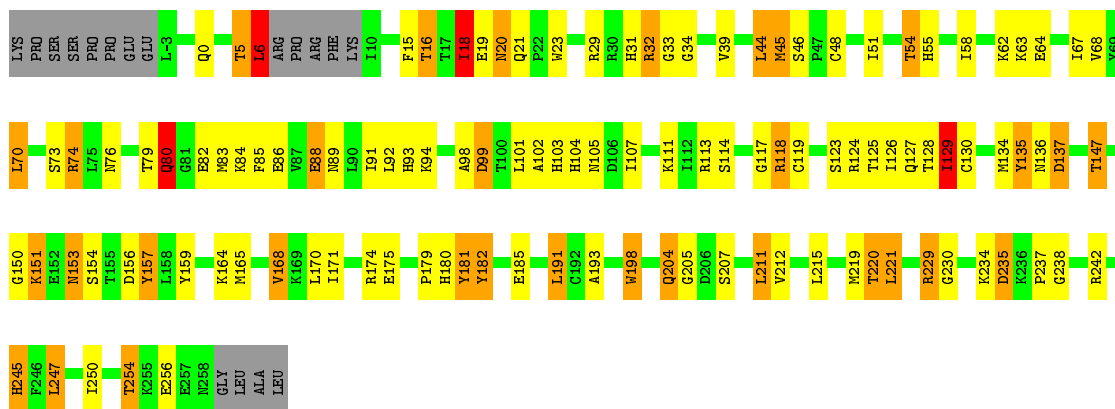 LYS PRO SER SER PRO PRO GLU GLU L-3 Q0 T5 L6 ARG PRO ARG PHE LYS I10 F15 T16 T17 I18 E19 N20 Q21 P22 W23 R29 R30 H31 R32 G33 G34 V39 L44 M45 S46 P47 C48 I51 T54 H55 I58 K62 K63 E64 I67 V68 Y69
L70 S73 R74 L75 N76 T79 Q80 G81 E82 M83 K84 F85 E86 V87 E88 N89 L90 I91 L92 H93 K94 A98 D99 T100 L101 A102 H103 H104 N105 D106 I107 K111 I112 R113 S114 G117 R118 C119 S123 R124 T125 I126 Q127 T128 I129 C130 M134 Y135 N136 D137 T147
G150 K151 E152 N153 S154 T155 D156 Y157 L158 Y159 K164 M165 V168 K169 L170 I171 R174 E175 P179 H180 Y181 Y182 E185 L191 C192 A193 W198 Q204 G205 D206 S207 L211 V212 L215 M219 T220 L221 R229 G230 K234 D235 K236 P237 G238 R242
H245 F246 L247 I250 T254 K255 E256 E257 N258 GLY LEU ALA LEU